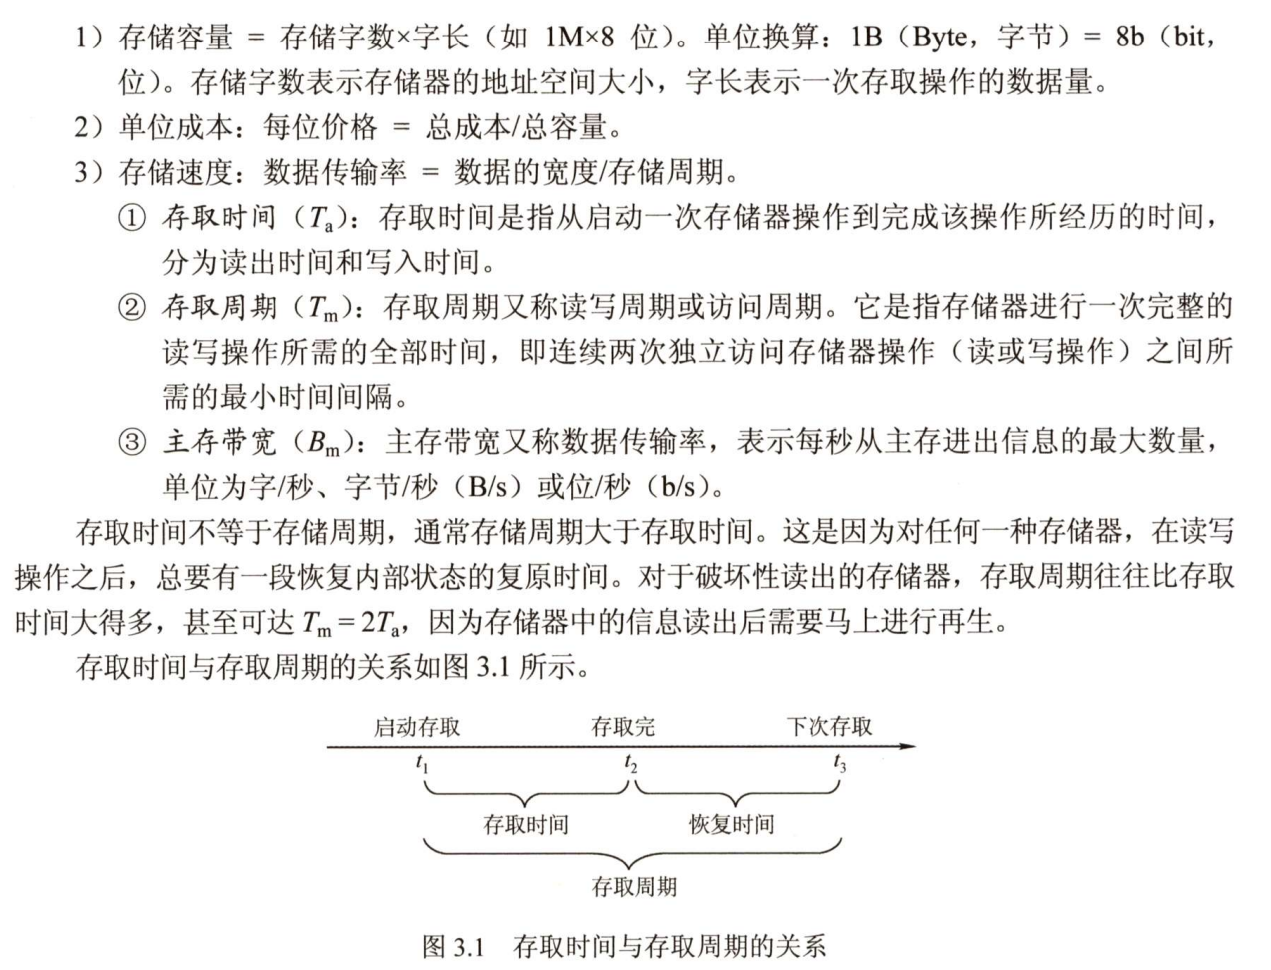 1）存储容量 = 存储字数×字长（如 1M×8 位）。单位换算：1B（Byte，字节）= 8b（bit，
位）。存储字数表示存储器的地址空间大小，字长表示一次存取操作的数据量。
2）单位成本：每位价格 = 总成本/总容量。
3）存储速度：数据传输率 = 数据的宽度/存储周期。
① 存取时间（Ta）：存取时间是指从启动一次存储器操作到完成该操作所经历的时间，
分为读出时间和写入时间。
② 存取周期（Tm）：存取周期又称读写周期或访问周期。它是指存储器进行一次完整的
读写操作所需的全部时间，即连续两次独立访问存储器操作（读或写操作）之间所
需的最小时间间隔。
③ 主存带宽（Bm）：主存带宽又称数据传输率，表示每秒从主存进出信息的最大数量，
单位为字/秒、字节/秒（B/s）或位/秒（b/s）。
存取时间不等于存储周期，通常存储周期大于存取时间。这是因为对任何一种存储器，在读写
操作之后，总要有一段恢复内部状态的复原时间。对于破坏性读出的存储器，存取周期往往比存取
时间大得多，甚至可达 Tm = 2Ta，因为存储器中的信息读出后需要马上进行再生。
存取时间与存取周期的关系如图 3.1 所示。
启动存取 存取完 下次存取
t1 t2 t3
存取时间 恢复时间
存取周期
图 3.1 存取时间与存取周期的关系